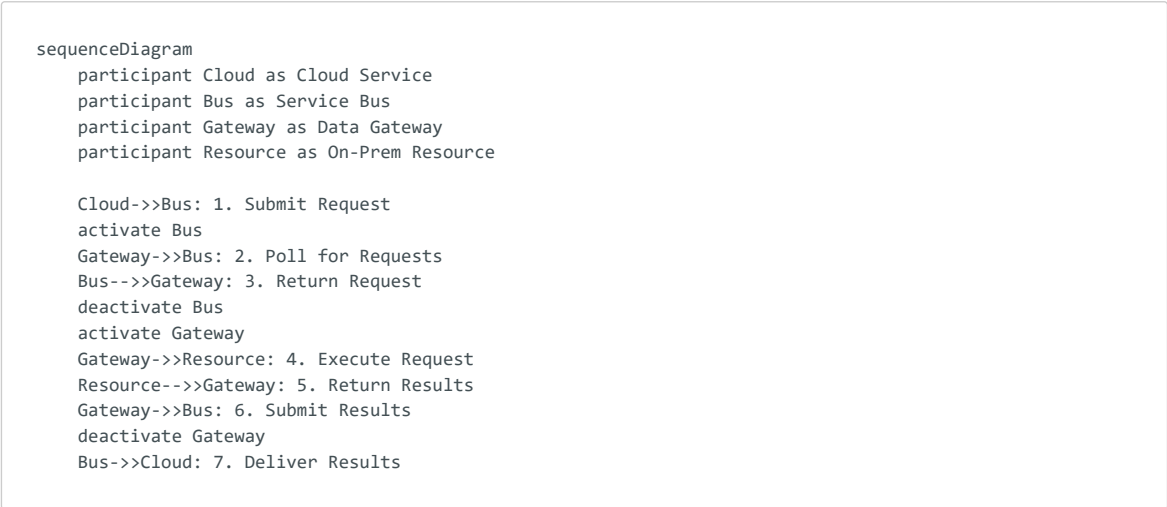 sequenceDiagram
participant Cloud as Cloud Service
participant Bus as Service Bus
participant Gateway as Data Gateway
participant Resource as On-Prem Resource
Cloud->>Bus: 1. Submit Request
activate Bus
Gateway->>Bus: 2. Poll for Requests
Bus-->>Gateway: 3. Return Request
deactivate Bus
activate Gateway
Gateway->>Resource: 4. Execute Request
Resource-->>Gateway: 5. Return Results
Gateway->>Bus: 6. Submit Results
deactivate Gateway
Bus->>Cloud: 7. Deliver Results